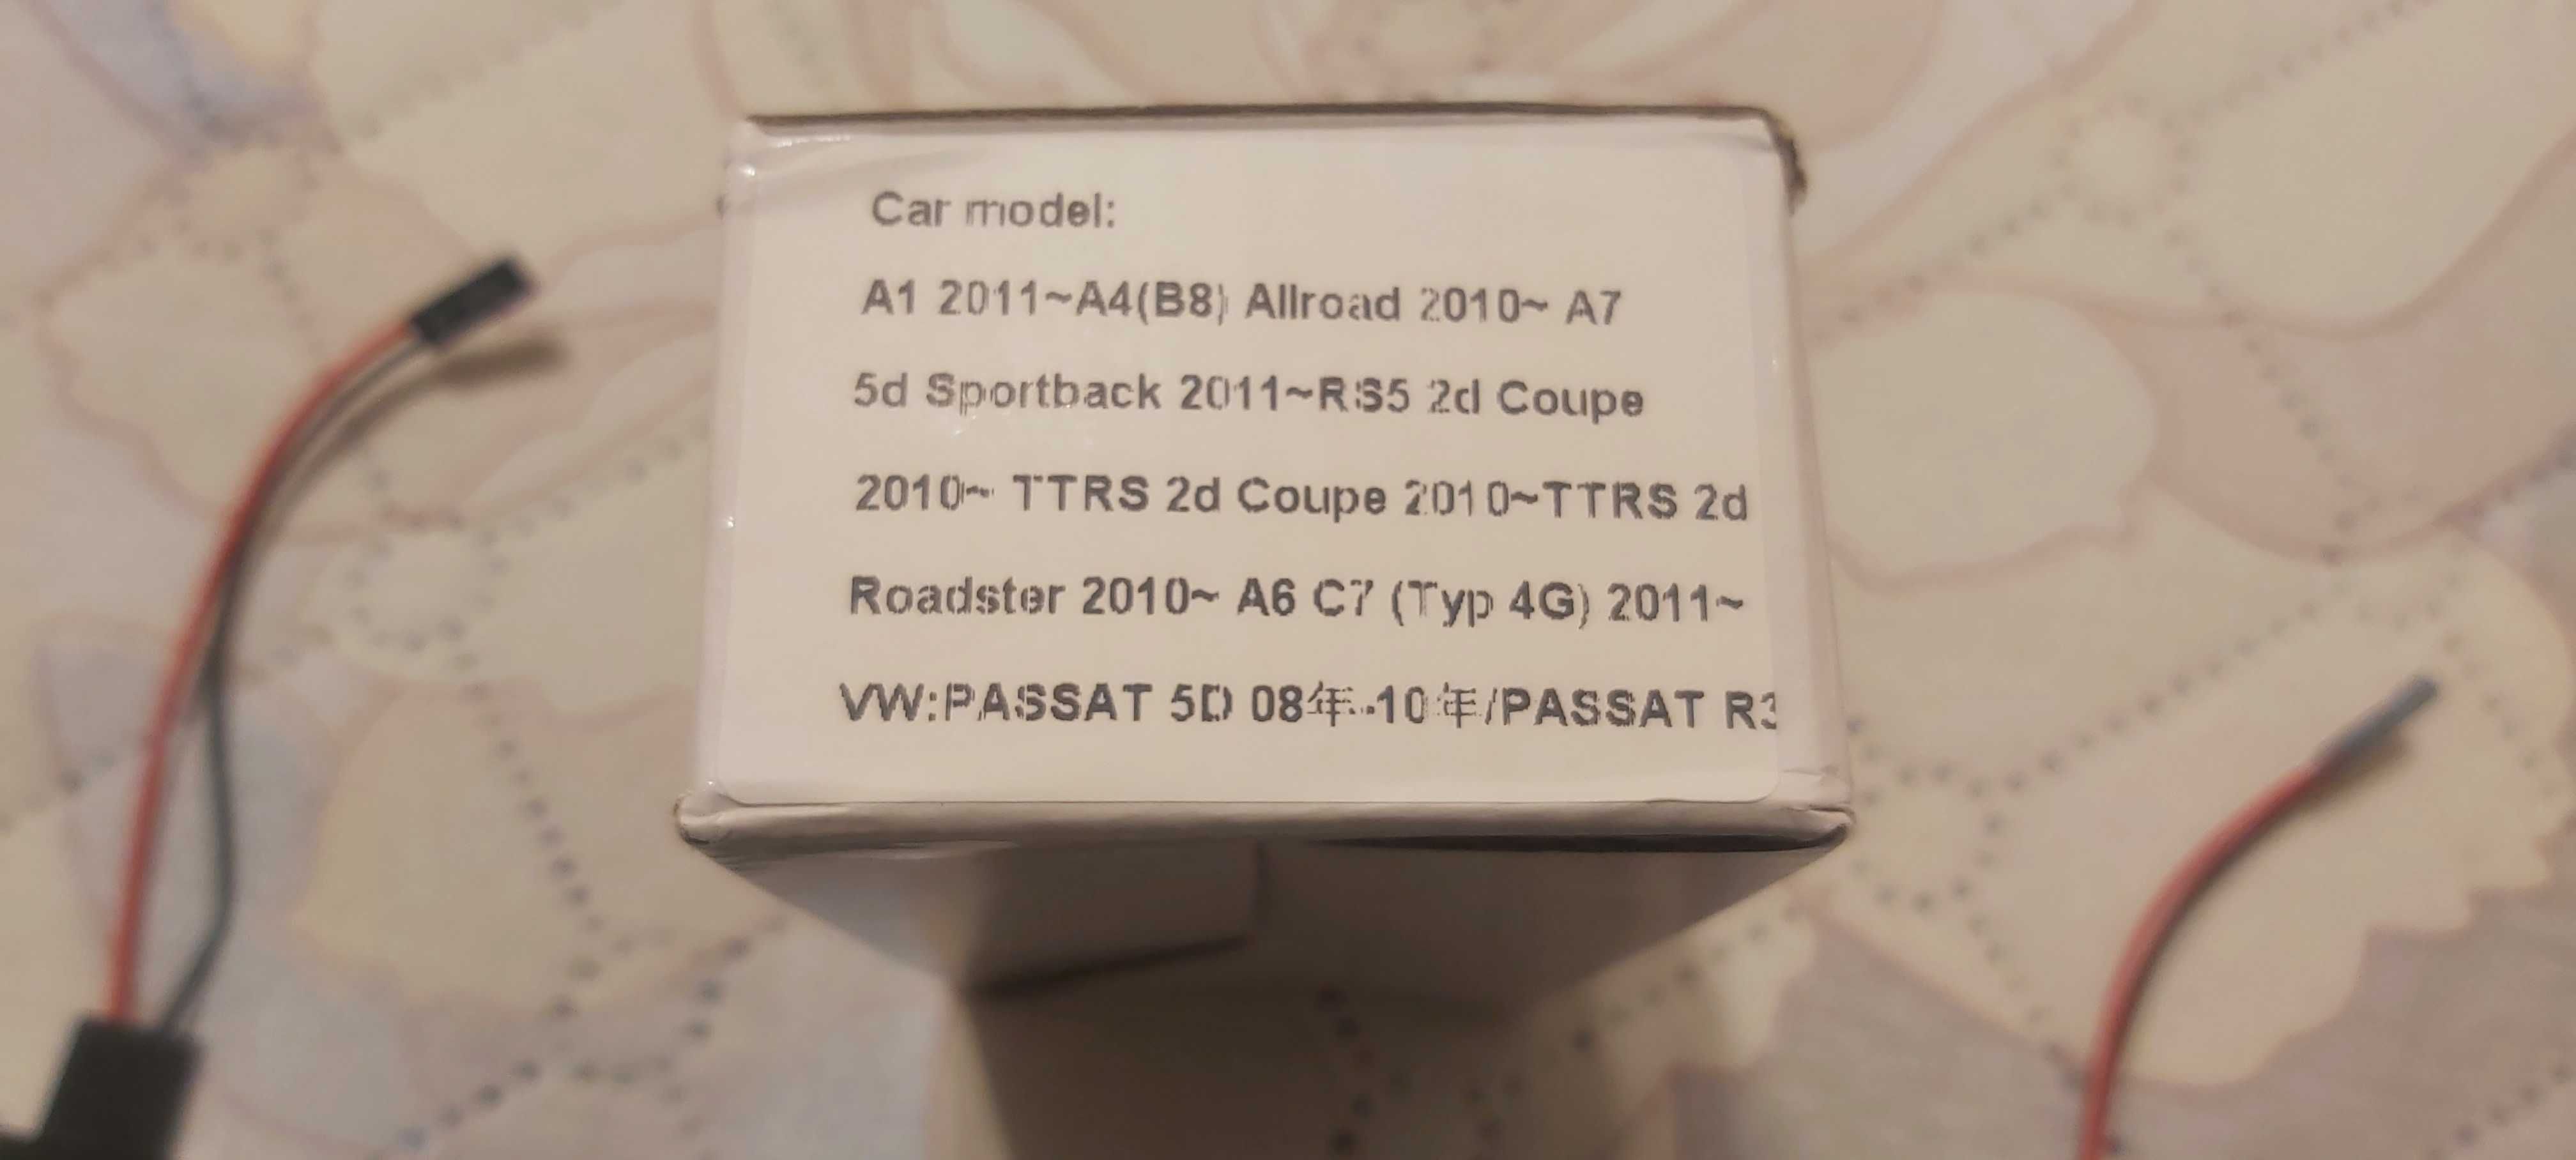 Car model:
A1 2011~A4(B8) Allroad 2010~ A7
5d Sportback 2011~RS5 2d Coupe
2010~ TTRS 2d Coupe 2010~TTRS 2d
Roadster 2010~ A6 C7 (Typ 4G) 2011~
VW:PASSAT 5D 08年-10年/PASSAT